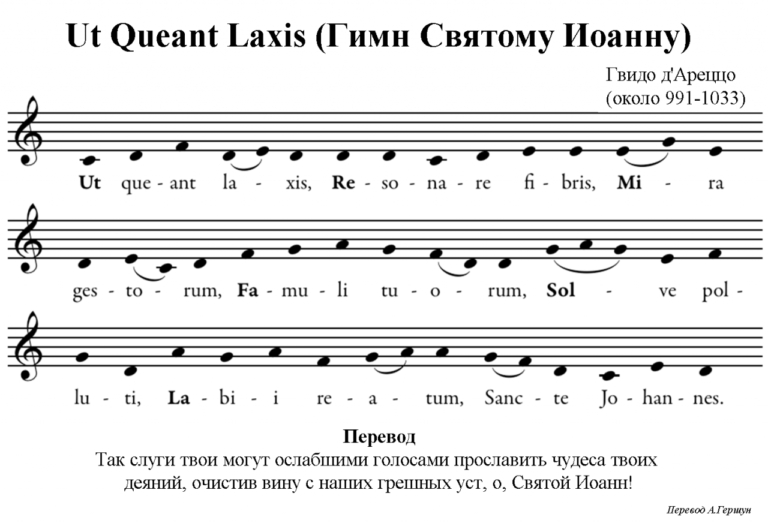 Ut Queant Laxis (Гимн Святому Иоанну)
Гвидо д'Ареццо
(около 991-1033)
Ut que - ant la - xis, Re - so - na - re fi - bris, Mi - ra
ges - to - rum, Fa - mu - li tu - o - rum, Sol - ve pol -
lu - ti, La - bi - i re - a - tum, Sanc - te Jo - han - nes.
Перевод
Так слуги твои могут ослабшими голосами прославить чудеса твоих
деяний, очистив вину с наших грешных уст, о, Святой Иоанн!
Перевод А.Гершун